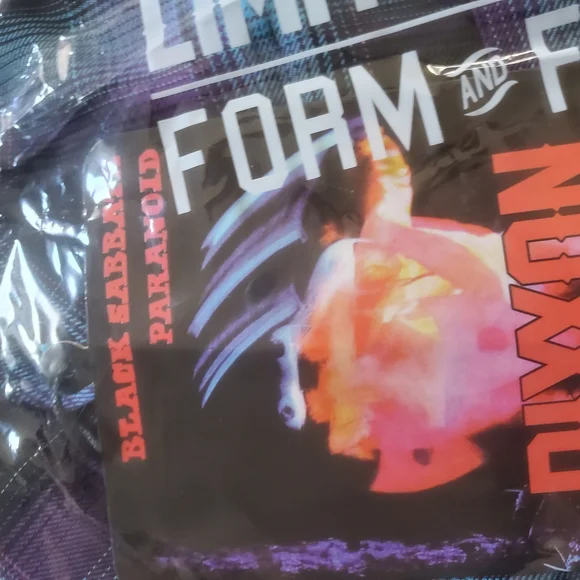 FORM AND F
BLACK SABBATH
PARANOID
DIXXON